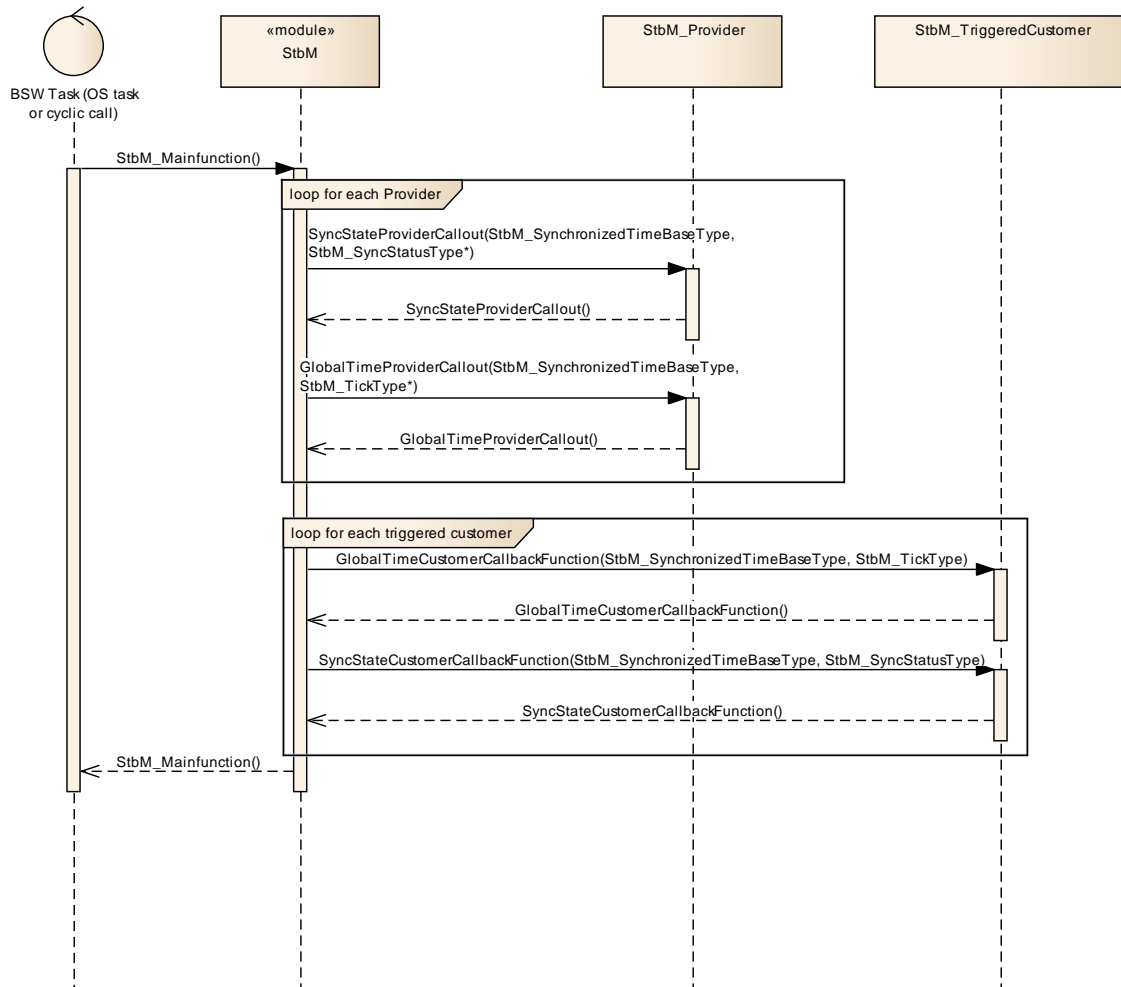 «module»
StbM
StbM_Provider
StbM_TriggeredCustomer
BSW Task (OS task
or cyclic call)
StbM_Mainfunction()
loop for each Provider
SyncStateProviderCallout(StbM_SynchronizedTimeBaseType,
StbM_SyncStatusType*)
SyncStateProviderCallout()
GlobalTimeProviderCallout(StbM_SynchronizedTimeBaseType,
StbM_TickType*)
GlobalTimeProviderCallout()
loop for each triggered customer
GlobalTimeCustomerCallbackFunction(StbM_SynchronizedTimeBaseType, StbM_TickType)
GlobalTimeCustomerCallbackFunction()
SyncStateCustomerCallbackFunction(StbM_SynchronizedTimeBaseType, StbM_SyncStatusType)
SyncStateCustomerCallbackFunction()
StbM_Mainfunction()